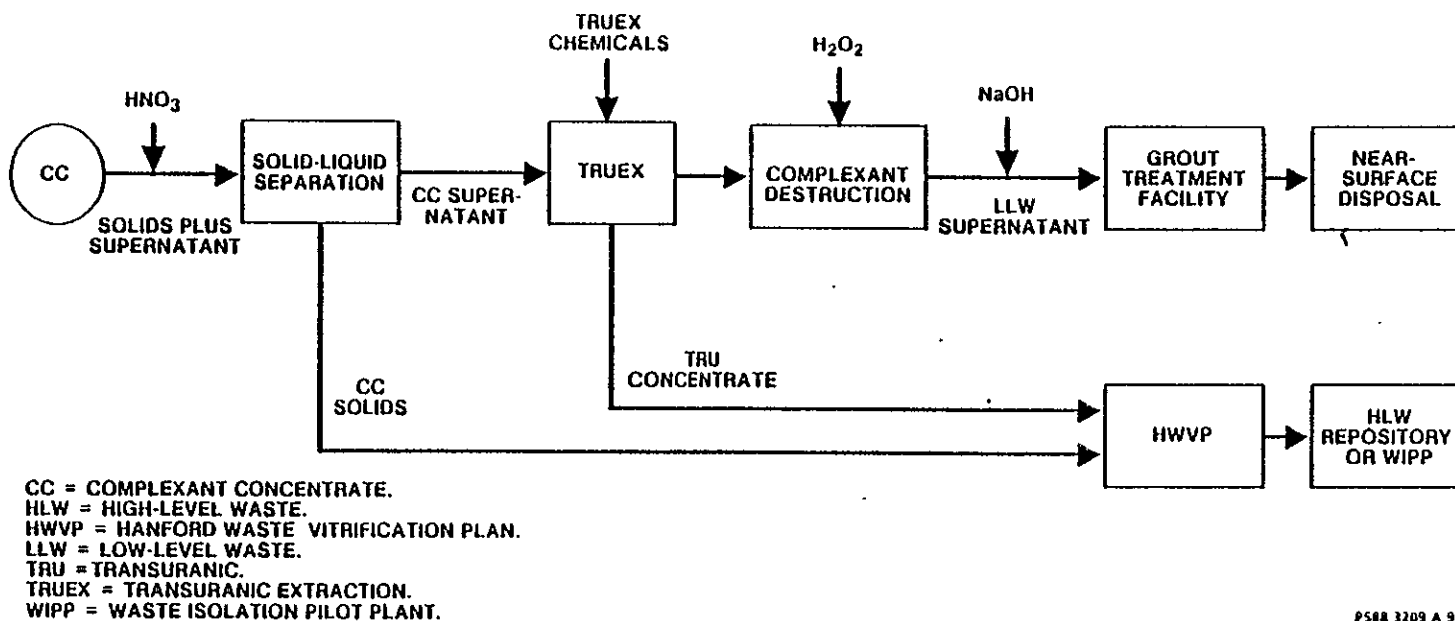 TRUEX
CHEMICALS
H₂O₂
HNO₃
NaOH
CC
SOLID-LIQUID
SEPARATION
TRUEX
COMPLEXANT
DESTRUCTION
GROUT
TREATMENT
FACILITY
NEAR-
SURFACE
DISPOSAL
SOLIDS PLUS
SUPERNATANT
CC SUPER-
NATANT
LLW
SUPERNATANT
TRU
CONCENTRATE
CC
SOLIDS
HWVP
HLW
REPOSITORY
OR WIPP
CC = COMPLEXANT CONCENTRATE.
HLW = HIGH-LEVEL WASTE.
HWVP = HANFORD WASTE VITRIFICATION PLAN.
LLW = LOW-LEVEL WASTE.
TRU = TRANSURANIC.
TRUEX = TRANSURANIC EXTRACTION.
WIPP = WASTE ISOLATION PILOT PLANT.
PS88 3209 A 9